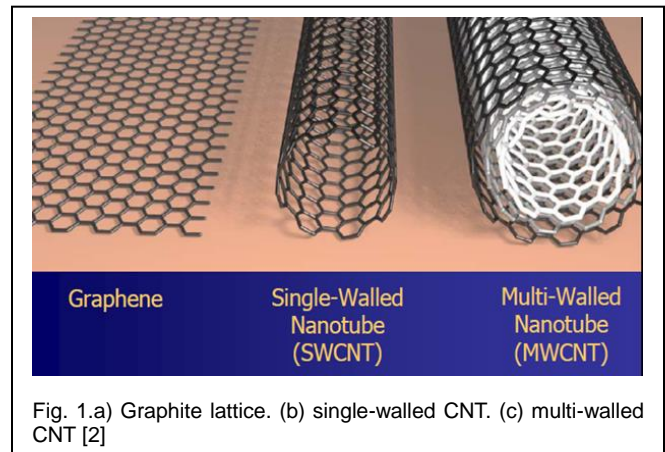 Graphene
Single-Walled
Nanotube
(SWCNT)
Multi-Walled
Nanotube
(MWCNT)
Fig. 1.a) Graphite lattice. (b) single-walled CNT. (c) multi-walled
CNT [2]